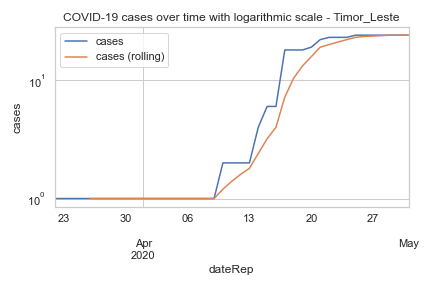 COVID-19 cases over time with logarithmic scale - Timor_Leste
cases
cases (rolling)
10¹
10⁰
cases
23 30 06 13 20 27
Apr May
2020
dateRep